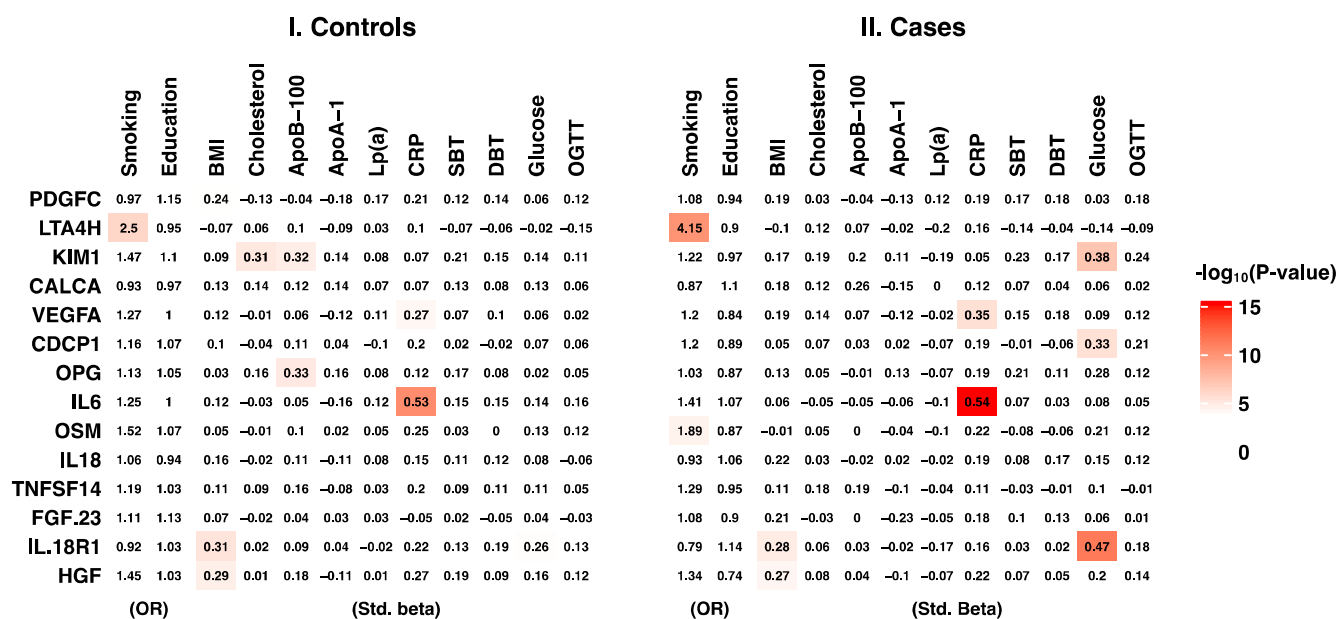 I. Controls II. Cases
Smoking Education BMI Cholesterol ApoB−100 ApoA−1 Lp(a) CRP SBT DBT Glucose OGTT Smoking Education BMI Cholesterol ApoB−100 ApoA−1 Lp(a) CRP SBT DBT Glucose OGTT
PDGFC 0.97 1.15 0.24 −0.13 −0.04 −0.18 0.17 0.21 0.12 0.14 0.06 0.12 1.08 0.94 0.19 0.03 −0.04 −0.13 0.12 0.19 0.17 0.18 0.03 0.18
LTA4H 2.5 0.95 −0.07 0.06 0.1 −0.09 0.03 0.1 −0.07 −0.06 −0.02 −0.15 4.15 0.9 −0.1 0.12 0.07 −0.02 −0.2 0.16 −0.14 −0.04 −0.14 −0.09
KIM1 1.47 1.1 0.09 0.31 0.32 0.14 0.08 0.07 0.21 0.15 0.14 0.11 1.22 0.97 0.17 0.19 0.2 0.11 −0.19 0.05 0.23 0.17 0.38 0.24
CALCA 0.93 0.97 0.13 0.14 0.12 0.14 0.07 0.07 0.13 0.08 0.13 0.06 0.87 1.1 0.18 0.12 0.26 −0.15 0 0.12 0.07 0.04 0.06 0.02
VEGFA 1.27 1 0.12 −0.01 0.06 −0.12 0.11 0.27 0.07 0.1 0.06 0.02 1.2 0.84 0.19 0.14 0.07 −0.12 −0.02 0.35 0.15 0.18 0.09 0.12
CDCP1 1.16 1.07 0.1 −0.04 0.11 0.04 −0.1 0.2 0.02 −0.02 0.07 0.06 1.2 0.89 0.05 0.07 0.03 0.02 −0.07 0.19 −0.01 −0.06 0.33 0.21
OPG 1.13 1.05 0.03 0.16 0.33 0.16 0.08 0.12 0.17 0.08 0.02 0.05 1.03 0.87 0.13 0.05 −0.01 0.13 −0.07 0.19 0.21 0.11 0.28 0.12
IL6 1.25 1 0.12 −0.03 0.05 −0.16 0.12 0.53 0.15 0.15 0.14 0.16 1.41 1.07 0.06 −0.05 −0.05 −0.06 −0.1 0.54 0.07 0.03 0.08 0.05
OSM 1.52 1.07 0.05 −0.01 0.1 0.02 0.05 0.25 0.03 0 0.13 0.12 1.89 0.87 −0.01 0.05 0 −0.04 −0.1 0.22 −0.08 −0.06 0.21 0.12
IL18 1.06 0.94 0.16 −0.02 0.11 −0.11 0.08 0.15 0.11 0.12 0.08 −0.06 0.93 1.06 0.22 0.03 −0.02 0.02 −0.02 0.19 0.08 0.17 0.15 0.12
TNFSF14 1.19 1.03 0.11 0.09 0.16 −0.08 0.03 0.2 0.09 0.11 0.11 0.05 1.29 0.95 0.11 0.18 0.19 −0.1 −0.04 0.11 −0.03 −0.01 0.1 −0.01
FGF.23 1.11 1.13 0.07 −0.02 0.04 0.03 0.03 −0.05 0.02 −0.05 0.04 −0.03 1.08 0.9 0.21 −0.03 0 −0.23 −0.05 0.18 0.1 0.13 0.06 0.01
IL.18R1 0.92 1.03 0.31 0.02 0.09 0.04 −0.02 0.22 0.13 0.19 0.26 0.13 0.79 1.14 0.28 0.06 0.03 −0.02 −0.17 0.16 0.03 0.02 0.47 0.18
HGF 1.45 1.03 0.29 0.01 0.18 −0.11 0.01 0.27 0.19 0.09 0.16 0.12 1.34 0.74 0.27 0.08 0.04 −0.1 −0.07 0.22 0.07 0.05 0.2 0.14
(OR) (Std. beta) (OR) (Std. Beta)
-log₁₀(P-value)
15
10
5
0